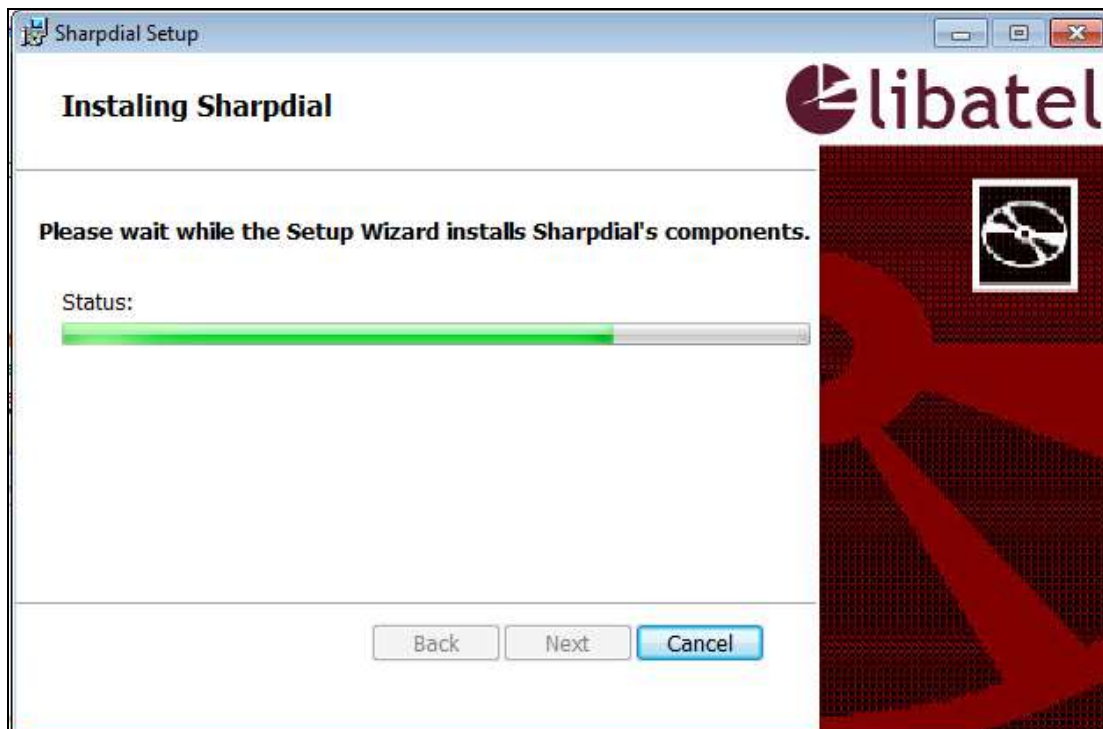 Sharpdial Setup
Instaling Sharpdial
libatel
Please wait while the Setup Wizard installs Sharpdial's components.
Status:
Back Next Cancel